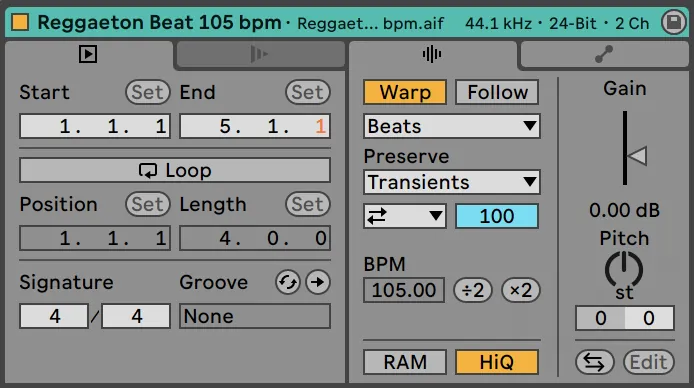 Reggaeton Beat 105 bpm · Reggaet... bpm.aif 44.1 kHz · 24-Bit · 2 Ch
Start Set End Set
1. 1. 1 5. 1. 1
Loop
Position Set Length Set
1. 1. 1 4. 0. 0
Signature Groove
4 / 4 None
Warp Follow
Beats
Preserve
Transients
100
BPM
105.00 ÷2 ×2
RAM HiQ
Gain
0.00 dB
Pitch
st
0 0
Edit